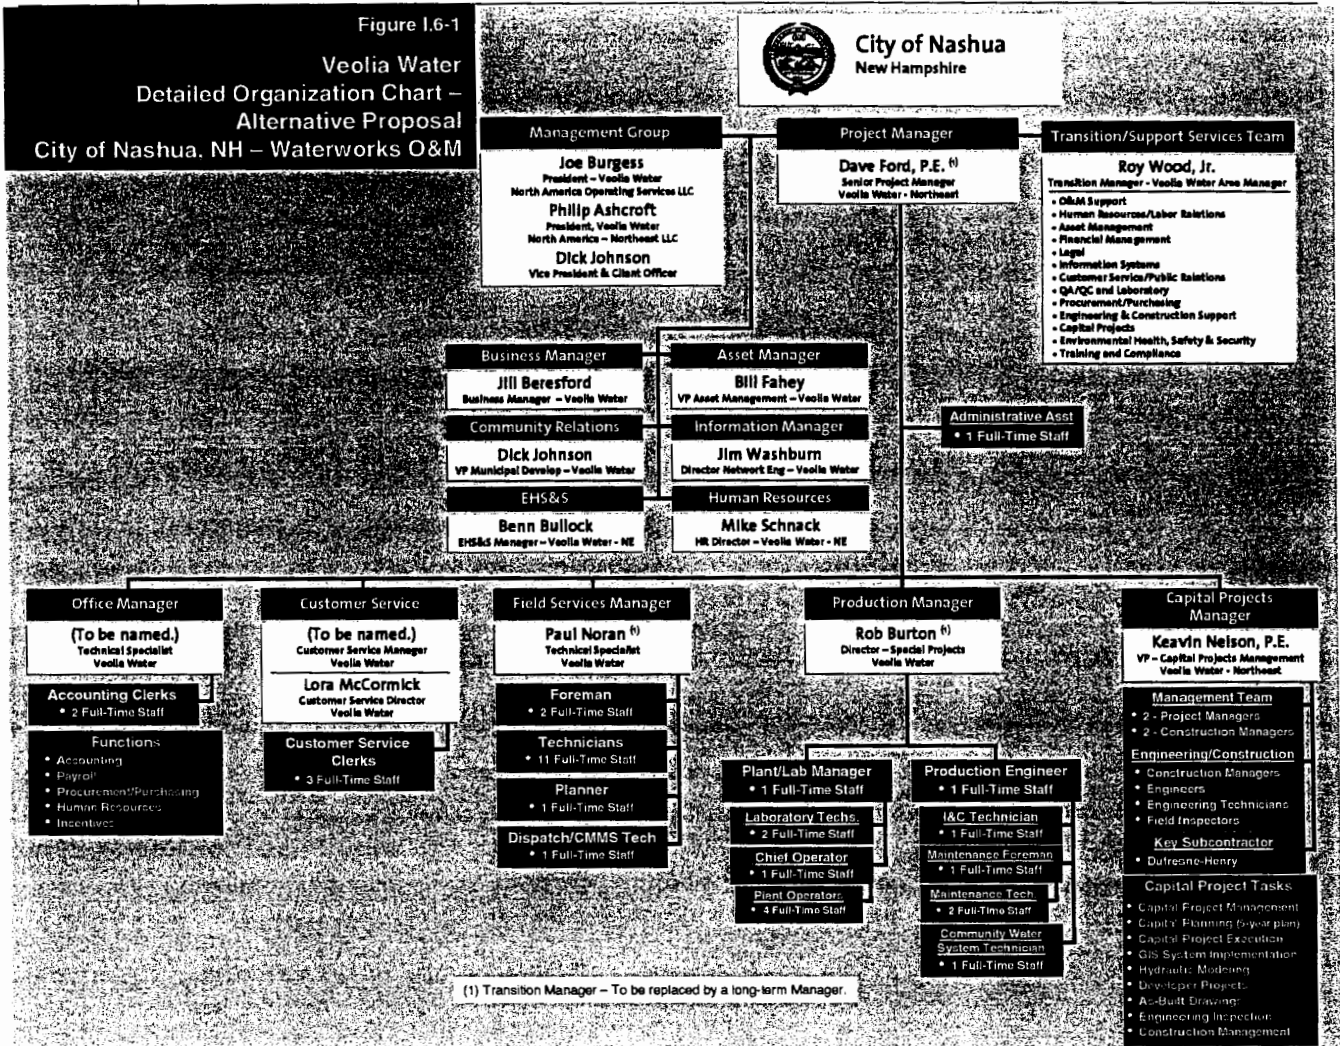 Figure I.6-1
Veolia Water
Detailed Organization Chart –
Alternative Proposal
City of Nashua, NH – Waterworks O&M
City of Nashua
New Hampshire
Management Group
Joe Burgess
President – Veolia Water
North America Operating Services LLC
Philip Ashcroft
President, Veolia Water
North America – Northeast LLC
Dick Johnson
Vice President & Client Officer
Project Manager
Dave Ford, P.E. (1)
Senior Project Manager
Veolia Water - Northeast
Transition/Support Services Team
Roy Wood, Jr.
Transition Manager - Veolia Water Area Manager
• O&M Support
• Human Resources/Labor Relations
• Asset Management
• Financial Management
• Legal
• Information Systems
• Customer Service/Public Relations
• QA/QC and Laboratory
• Procurement/Purchasing
• Engineering & Construction Support
• Capital Projects
• Environmental Health, Safety & Security
• Training and Compliance
Business Manager
Jill Beresford
Business Manager – Veolia Water
Asset Manager
Bill Fahey
VP Asset Management – Veolia Water
Community Relations
Dick Johnson
VP Municipal Develop – Veolia Water
Information Manager
Jim Washburn
Director Network Eng – Veolia Water
EHS&S
Benn Bullock
EHS&S Manager – Veolia Water - NE
Human Resources
Mike Schnack
HR Director – Veolia Water - NE
Administrative Asst
• 1 Full-Time Staff
Office Manager
(To be named.)
Technical Specialist
Veolia Water
Accounting Clerks
• 2 Full-Time Staff
Functions
• Accounting
• Payroll
• Procurement/Purchasing
• Human Resources
• Incentives
Customer Service
(To be named.)
Customer Service Manager
Veolia Water
Lora McCormick
Customer Service Director
Veolia Water
Customer Service
Clerks
• 3 Full-Time Staff
Field Services Manager
Paul Noran (1)
Technical Specialist
Veolia Water
Foreman
• 2 Full-Time Staff
Technicians
• 11 Full-Time Staff
Planner
• 1 Full-Time Staff
Dispatch/CMMS Tech
• 1 Full-Time Staff
Production Manager
Rob Burton (1)
Director – Special Projects
Veolia Water
Plant/Lab Manager
• 1 Full-Time Staff
Laboratory Techs.
• 2 Full-Time Staff
Chief Operator
• 1 Full-Time Staff
Plant Operators
• 4 Full-Time Staff
Production Engineer
• 1 Full-Time Staff
I&C Technician
• 1 Full-Time Staff
Maintenance Foreman
• 1 Full-Time Staff
Maintenance Tech.
• 2 Full-Time Staff
Community Water
System Technician
• 1 Full-Time Staff
Capital Projects
Manager
Keavin Nelson, P.E.
VP – Capital Projects Management
Veolia Water - Northeast
Management Team
• 2 - Project Managers
• 2 - Construction Managers
Engineering/Construction
• Construction Managers
• Engineers
• Engineering Technicians
• Field Inspectors
Key Subcontractor
• Dufresne-Henry
Capital Project Tasks
• Capital Project Management
• Capital Planning (5-year plan)
• Capital Project Execution
• GIS System Implementation
• Hydraulic Modeling
• Developer Projects
• As-Built Drawings
• Engineering Inspection
• Construction Management
(1) Transition Manager – To be replaced by a long-term Manager.